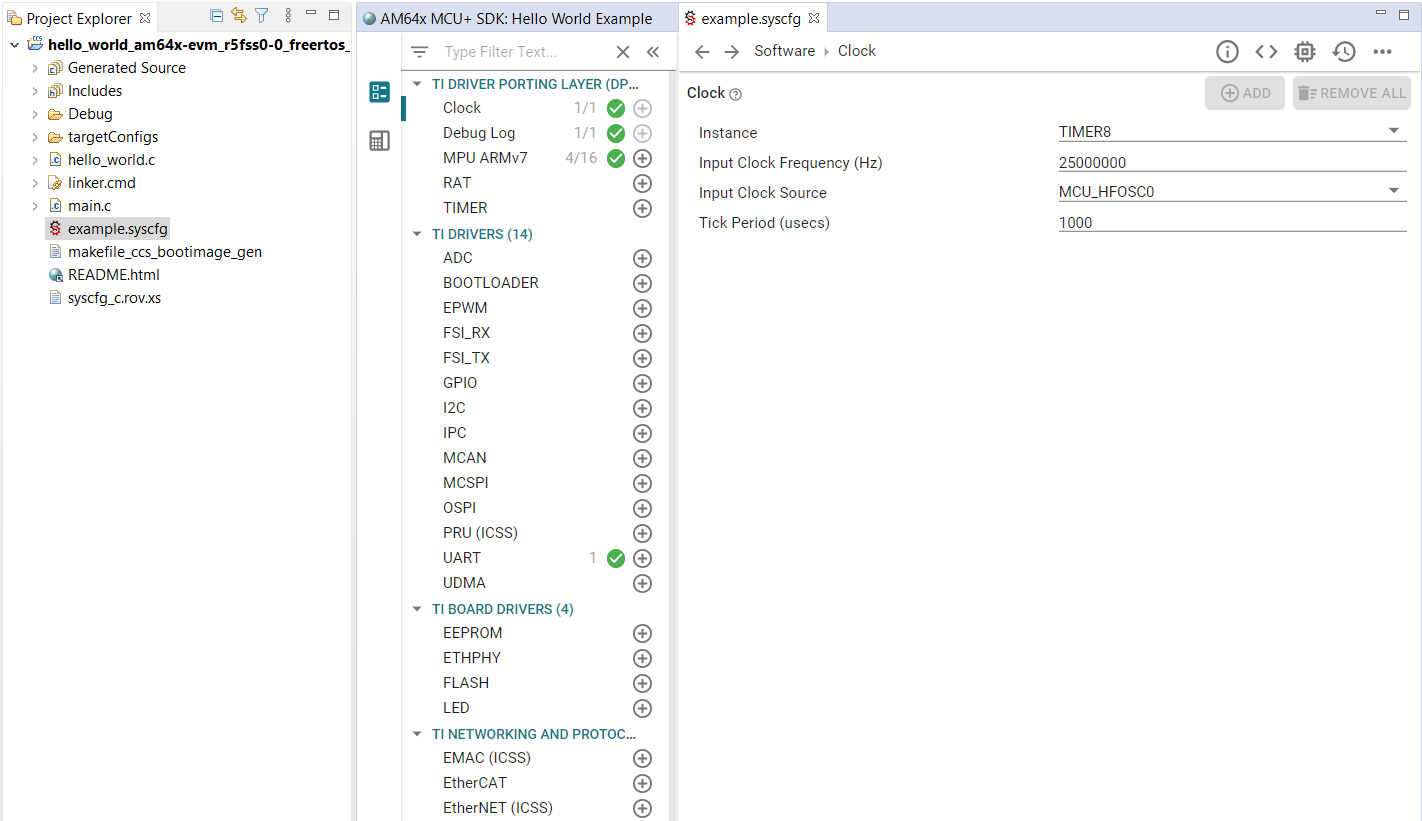 Project Explorer
hello_world_am64x-evm_r5fss0-0_freertos_
Generated Source
Includes
Debug
targetConfigs
hello_world.c
linker.cmd
main.c
example.syscfg
makefile_ccs_bootimage_gen
README.html
syscfg_c.rov.xs
AM64x MCU+ SDK: Hello World Example
example.syscfg
Type Filter Text...
TI DRIVER PORTING LAYER (DP...
Clock 1/1
Debug Log 1/1
MPU ARMv7 4/16
RAT
TIMER
TI DRIVERS (14)
ADC
BOOTLOADER
EPWM
FSI_RX
FSI_TX
GPIO
I2C
IPC
MCAN
MCSPI
OSPI
PRU (ICSS)
UART 1
UDMA
TI BOARD DRIVERS (4)
EEPROM
ETHPHY
FLASH
LED
TI NETWORKING AND PROTOC...
EMAC (ICSS)
EtherCAT
EtherNET (ICSS)
Software Clock
Clock
ADD
REMOVE ALL
Instance TIMER8
Input Clock Frequency (Hz) 25000000
Input Clock Source MCU_HFOSC0
Tick Period (usecs) 1000